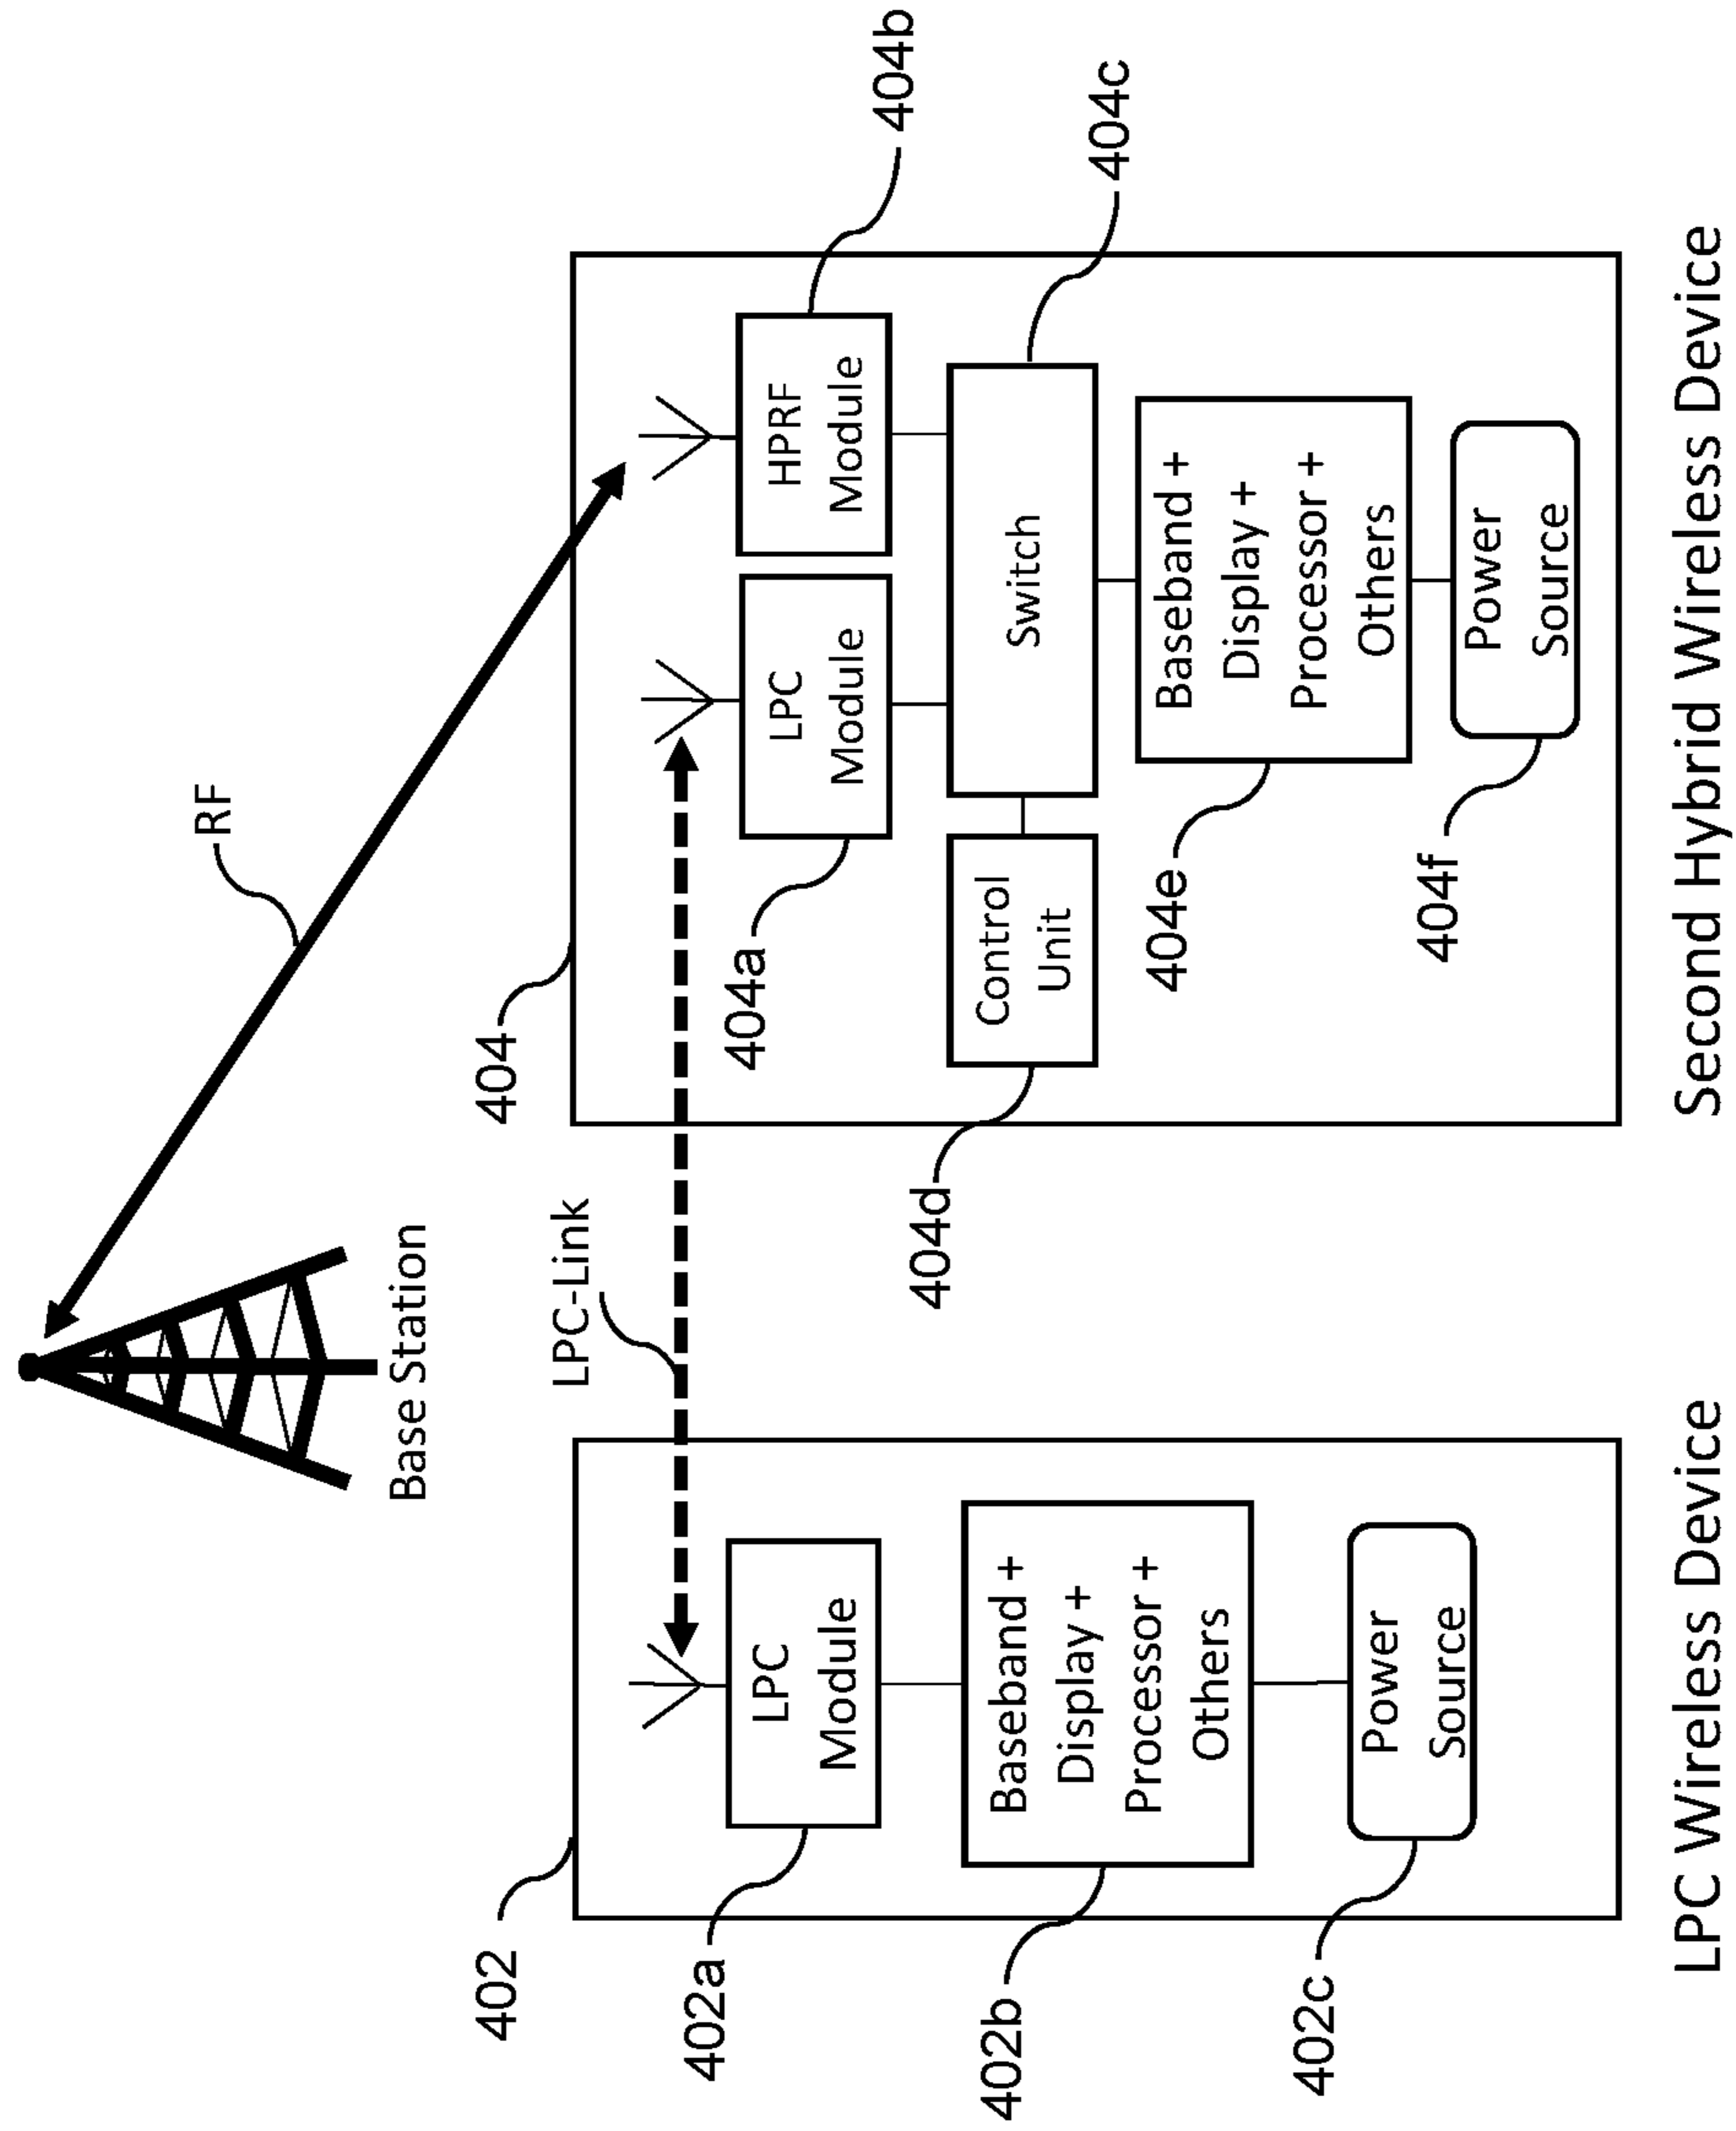 RF
Base Station
LPC-Link
402
402a
LPC
Module
402b
Baseband +
Display +
Processor +
Others
402c
Power
Source
LPC Wireless Device
404
404a
LPC
Module
HPRF
Module
404b
404c
Switch
Control
Unit
404d
404e
Baseband +
Display +
Processor +
Others
404f
Power
Source
Second Hybrid Wireless Device